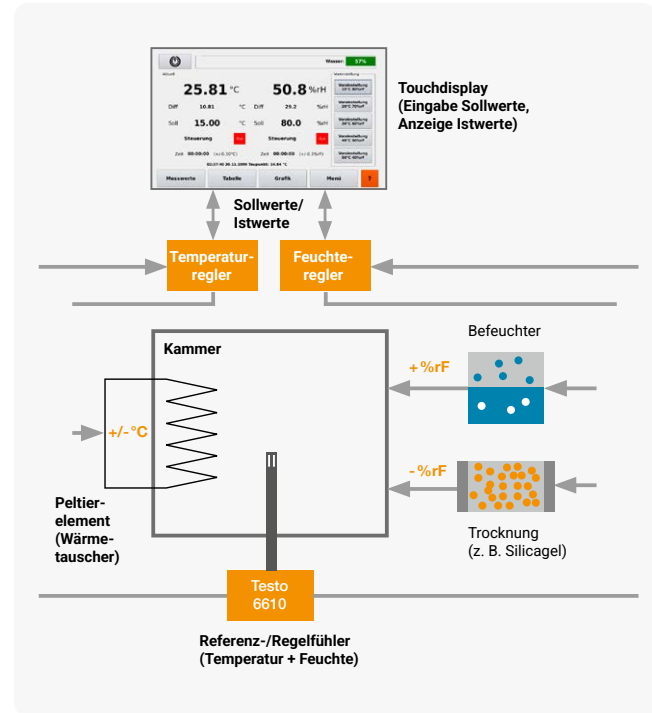 Wasser: 57%
Aktuell
Voreinstellung
25.81 °C 50.8 %rH
Diff 10.81 °C Diff 29.2 %rH
Soll 15.00 °C Soll 80.0 %rH
Steuerung Steuerung
Zeit 00:00:00 Zeit 00:00:00
Messwerte Tabelle Grafik Menü ?
Touchdisplay
(Eingabe Sollwerte,
Anzeige Istwerte)
Sollwerte/
Istwerte
Temperatur-
regler
Feuchte-
regler
Kammer
Befeuchter
+%rF
+/-°C
-%rF
Peltier-
element
(Wärme-
tauscher)
Trocknung
(z. B. Silicagel)
Testo
6610
Referenz-/Regelfühler
(Temperatur + Feuchte)